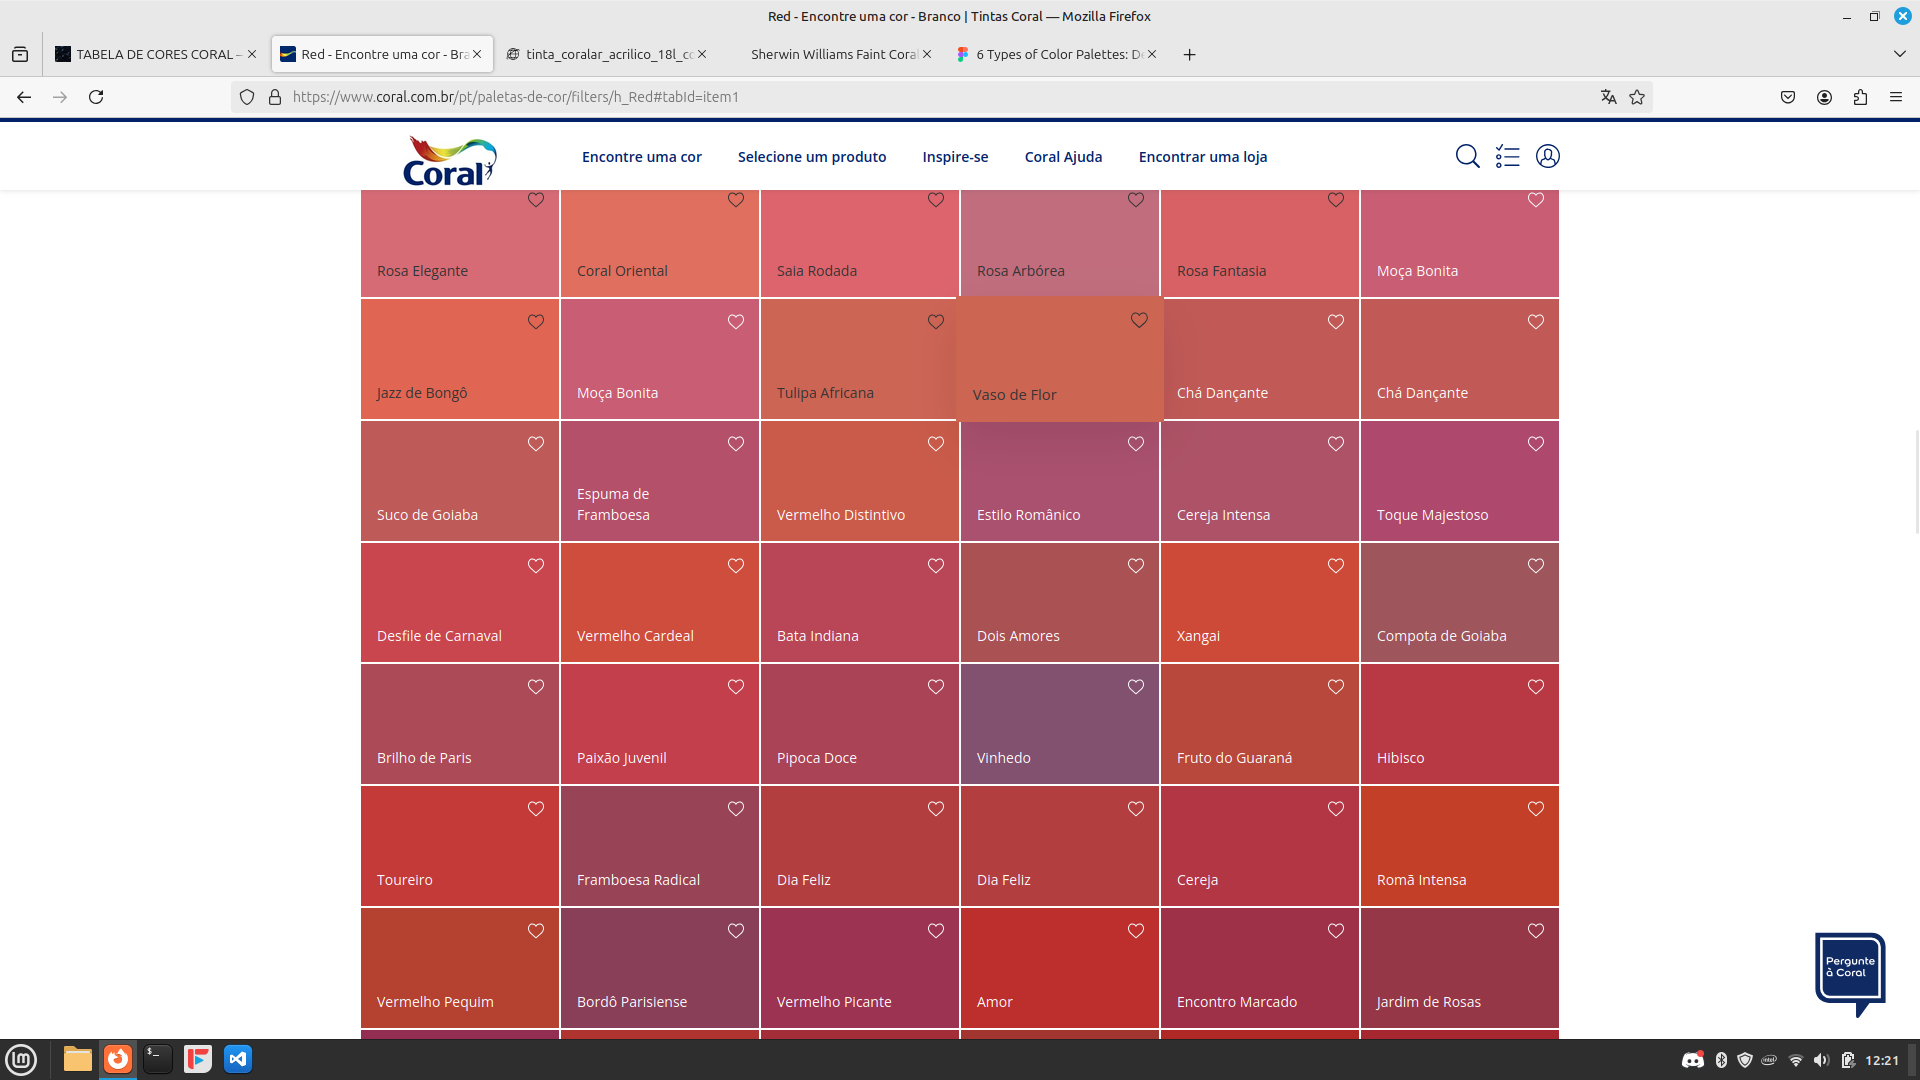 Red - Encontre uma cor - Branco | Tintas Coral — Mozilla Firefox
TABELA DE CORES CORAL –
Red - Encontre uma cor - Bra
tinta_coralar_acrilico_18l_co
Sherwin Williams Faint Coral
6 Types of Color Palettes: De
https://www.coral.com.br/pt/paletas-de-cor/filters/h_Red#tabId=item1
Coral
Encontre uma cor
Selecione um produto
Inspire-se
Coral Ajuda
Encontrar uma loja
Rosa Elegante
Coral Oriental
Saia Rodada
Rosa Arbórea
Rosa Fantasia
Moça Bonita
Jazz de Bongô
Moça Bonita
Tulipa Africana
Vaso de Flor
Chá Dançante
Chá Dançante
Suco de Goiaba
Espuma de
Framboesa
Vermelho Distintivo
Estilo Românico
Cereja Intensa
Toque Majestoso
Desfile de Carnaval
Vermelho Cardeal
Bata Indiana
Dois Amores
Xangai
Compota de Goiaba
Brilho de Paris
Paixão Juvenil
Pipoca Doce
Vinhedo
Fruto do Guaraná
Hibisco
Toureiro
Framboesa Radical
Dia Feliz
Dia Feliz
Cereja
Romã Intensa
Vermelho Pequim
Bordô Parisiense
Vermelho Picante
Amor
Encontro Marcado
Jardim de Rosas
Pergunte
à Coral
12:21